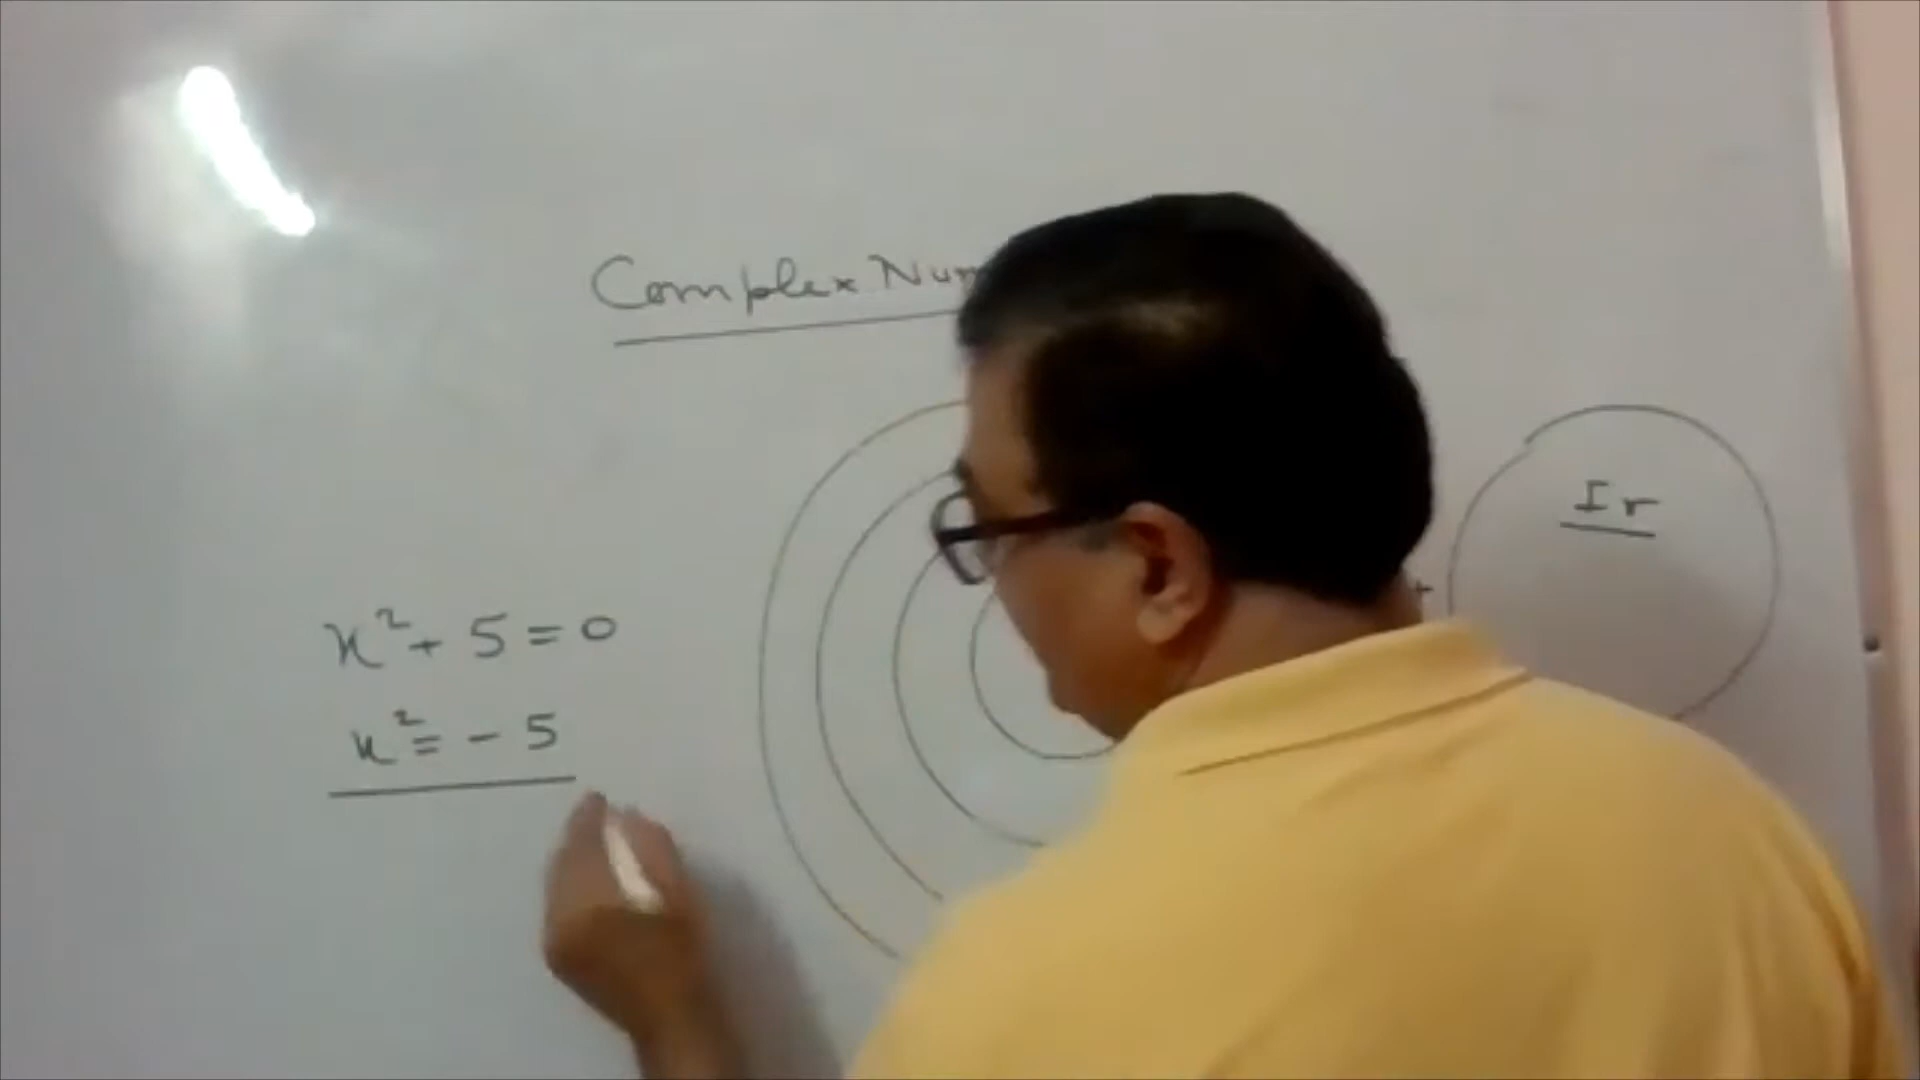 Complex Num
Ir
+
x² + 5 = 0
x² = - 5